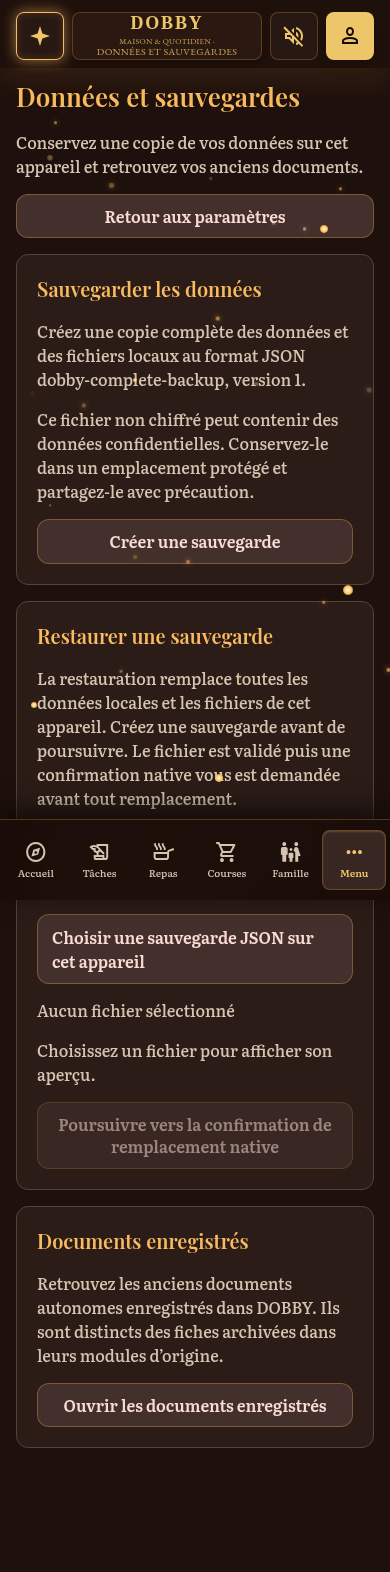 DOBBY
MAISON & QUOTIDIEN ·
DONNÉES ET SAUVEGARDES
Données et sauvegardes
Conservez une copie de vos données sur cet
appareil et retrouvez vos anciens documents.
Retour aux paramètres
Sauvegarder les données
Créez une copie complète des données et
des fichiers locaux au format JSON
dobby-complete-backup, version 1.
Ce fichier non chiffré peut contenir des
données confidentielles. Conservez-le
dans un emplacement protégé et
partagez-le avec précaution.
Créer une sauvegarde
Restaurer une sauvegarde
La restauration remplace toutes les
données locales et les fichiers de cet
appareil. Créez une sauvegarde avant de
poursuivre. Le fichier est validé puis une
confirmation native vous est demandée
avant tout remplacement.
Accueil
Tâches
Repas
Courses
Famille
Menu
Choisir une sauvegarde JSON sur
cet appareil
Aucun fichier sélectionné
Choisissez un fichier pour afficher son
aperçu.
Poursuivre vers la confirmation de
remplacement native
Documents enregistrés
Retrouvez les anciens documents
autonomes enregistrés dans DOBBY. Ils
sont distincts des fiches archivées dans
leurs modules d’origine.
Ouvrir les documents enregistrés